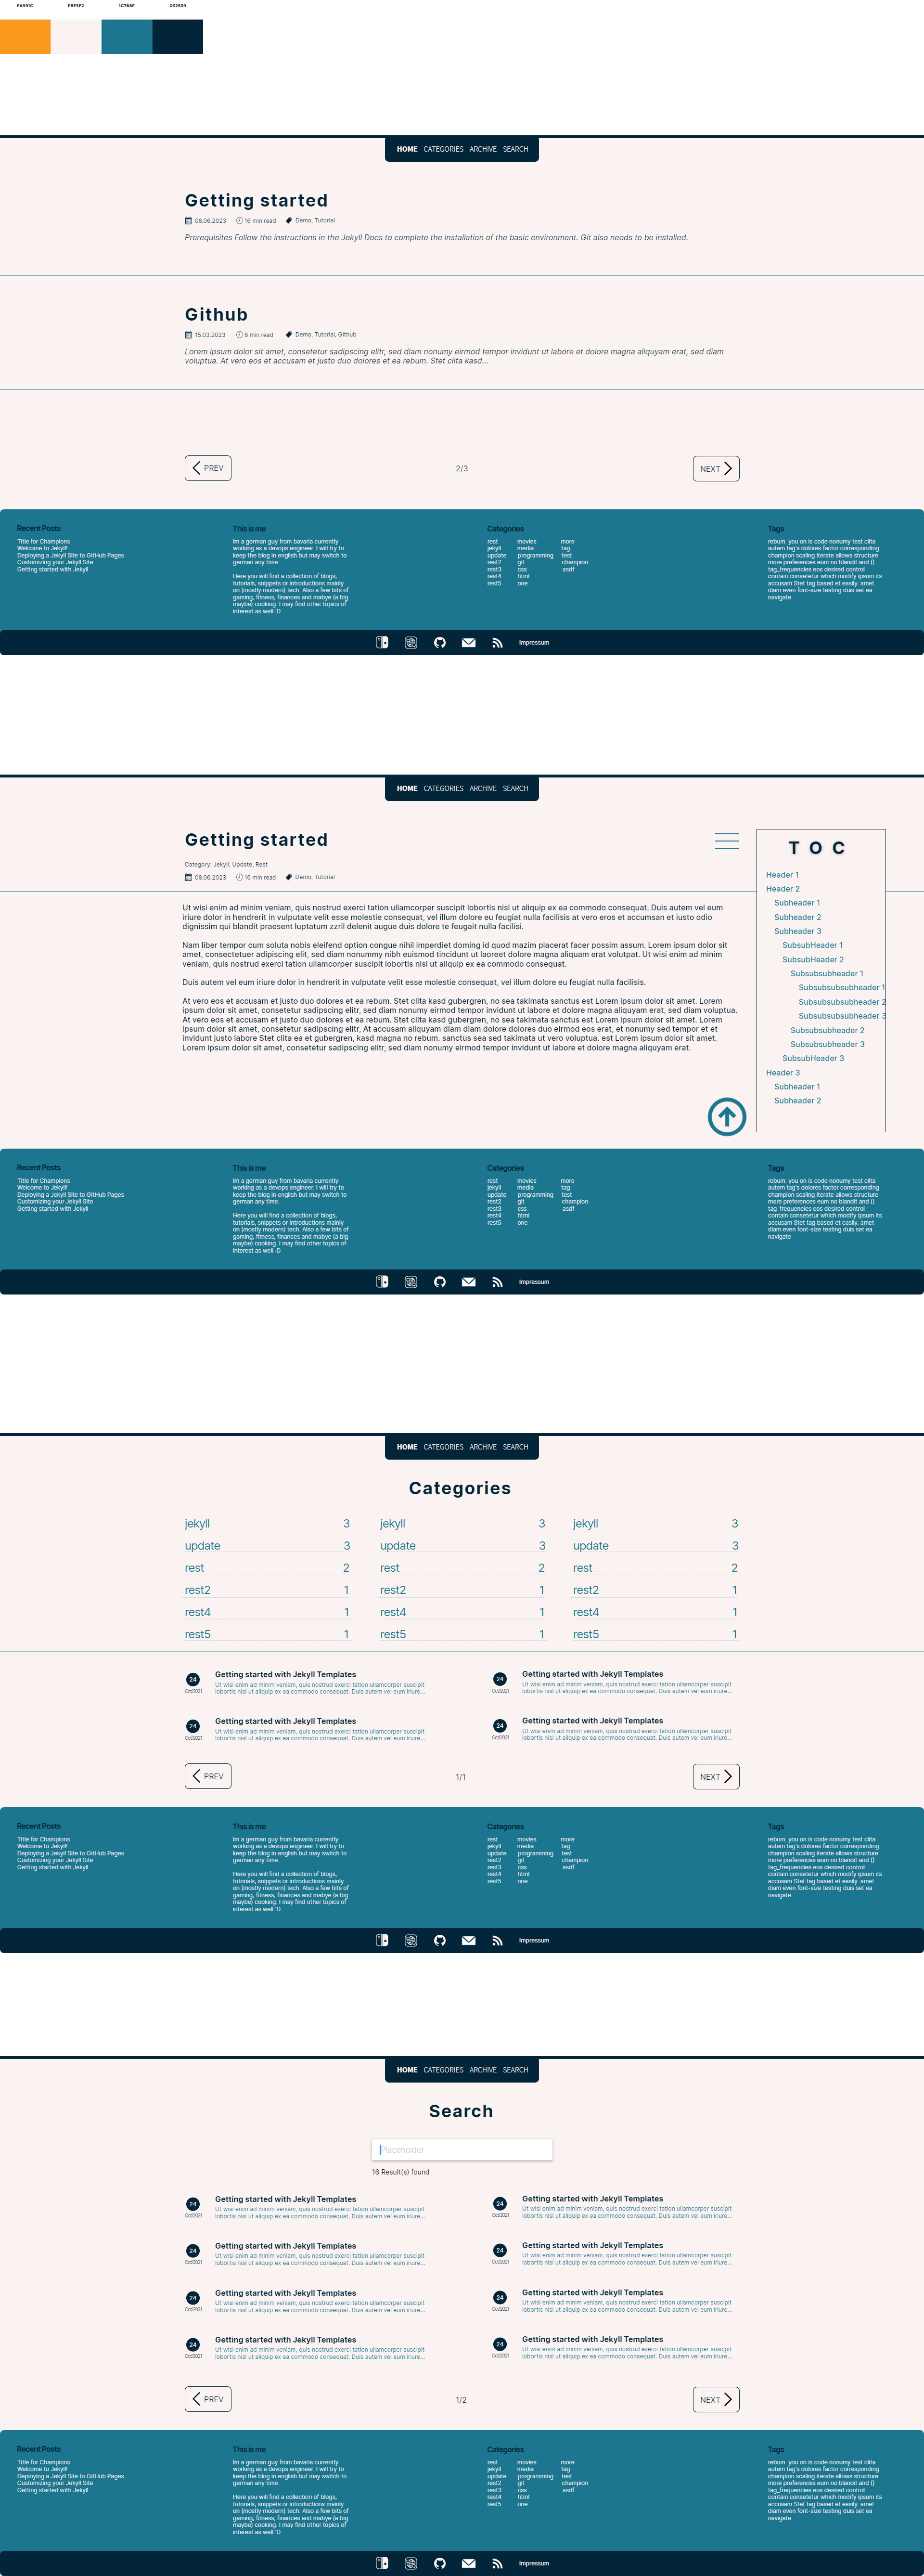 FA991C FBF3F2 1C768F 032539
HOME CATEGORIES ARCHIVE SEARCH
Getting started
08.06.2023 16 min read Demo, Tutorial
Prerequisites Follow the instructions in the Jekyll Docs to complete the installation of the basic environment. Git also needs to be installed.
Github
15.03.2023 6 min read Demo, Tutorial, Github
Lorem ipsum dolor sit amet, consetetur sadipscing elitr, sed diam nonumy eirmod tempor invidunt ut labore et dolore magna aliquyam erat, sed diam
voluptua. At vero eos et accusam et justo duo dolores et ea rebum. Stet clita kasd...
PREV 2/3 NEXT
Recent Posts
Title for Champions
Welcome to Jekyll!
Deploying a Jekyll Site to GitHub Pages
Customizing your Jekyll Site
Getting started with Jekyll
This is me
Im a german guy from bavaria currently
working as a devops engineer. I will try to
keep the blog in english but may switch to
german any time.
Here you will find a collection of blogs,
tutorials, snippets or introductions mainly
on (mostly modern) tech. Also a few bits of
gaming, fitness, finances and mabye (a big
maybe) cooking. I may find other topics of
interest as well :D
Categories
rest movies more
jekyll media tag
update programming test
rest2 git champion
rest3 css asdf
rest4 html
rest5 one
Tags
rebum. you on is code nonumy test clita
autem tag's dolores factor corresponding
champion scaling iterate allows structure
more preferences eum no blandit and ()
tag_frequencies eos desired control
contain consetetur which modify ipsum its
accusam Stet tag based et easily. amet
diam even font-size testing duis set ea
navigate
Impressum
HOME CATEGORIES ARCHIVE SEARCH
Getting started
Category: Jekyll, Update, Rest
08.06.2023 16 min read Demo, Tutorial
Ut wisi enim ad minim veniam, quis nostrud exerci tation ullamcorper suscipit lobortis nisl ut aliquip ex ea commodo consequat. Duis autem vel eum
iriure dolor in hendrerit in vulputate velit esse molestie consequat, vel illum dolore eu feugiat nulla facilisis at vero eros et accumsan et iusto odio
dignissim qui blandit praesent luptatum zzril delenit augue duis dolore te feugait nulla facilisi.
Nam liber tempor cum soluta nobis eleifend option congue nihil imperdiet doming id quod mazim placerat facer possim assum. Lorem ipsum dolor sit
amet, consectetuer adipiscing elit, sed diam nonummy nibh euismod tincidunt ut laoreet dolore magna aliquam erat volutpat. Ut wisi enim ad minim
veniam, quis nostrud exerci tation ullamcorper suscipit lobortis nisl ut aliquip ex ea commodo consequat.
Duis autem vel eum iriure dolor in hendrerit in vulputate velit esse molestie consequat, vel illum dolore eu feugiat nulla facilisis.
At vero eos et accusam et justo duo dolores et ea rebum. Stet clita kasd gubergren, no sea takimata sanctus est Lorem ipsum dolor sit amet. Lorem
ipsum dolor sit amet, consetetur sadipscing elitr, sed diam nonumy eirmod tempor invidunt ut labore et dolore magna aliquyam erat, sed diam voluptua.
At vero eos et accusam et justo duo dolores et ea rebum. Stet clita kasd gubergren, no sea takimata sanctus est Lorem ipsum dolor sit amet. Lorem
ipsum dolor sit amet, consetetur sadipscing elitr, At accusam aliquyam diam diam dolore dolores duo eirmod eos erat, et nonumy sed tempor et et
invidunt justo labore Stet clita ea et gubergren, kasd magna no rebum. sanctus sea sed takimata ut vero voluptua. est Lorem ipsum dolor sit amet.
Lorem ipsum dolor sit amet, consetetur sadipscing elitr, sed diam nonumy eirmod tempor invidunt ut labore et dolore magna aliquyam erat.
TOC
Header 1
Header 2
Subheader 1
Subheader 2
Subheader 3
SubsubHeader 1
SubsubHeader 2
Subsubsubheader 1
Subsubsubsubheader 1
Subsubsubsubheader 2
Subsubsubsubheader 3
Subsubsubheader 2
Subsubsubheader 3
SubsubHeader 3
Header 3
Subheader 1
Subheader 2
Recent Posts
Title for Champions
Welcome to Jekyll!
Deploying a Jekyll Site to GitHub Pages
Customizing your Jekyll Site
Getting started with Jekyll
This is me
Im a german guy from bavaria currently
working as a devops engineer. I will try to
keep the blog in english but may switch to
german any time.
Here you will find a collection of blogs,
tutorials, snippets or introductions mainly
on (mostly modern) tech. Also a few bits of
gaming, fitness, finances and mabye (a big
maybe) cooking. I may find other topics of
interest as well :D
Categories
rest movies more
jekyll media tag
update programming test
rest2 git champion
rest3 css asdf
rest4 html
rest5 one
Tags
rebum. you on is code nonumy test clita
autem tag's dolores factor corresponding
champion scaling iterate allows structure
more preferences eum no blandit and ()
tag_frequencies eos desired control
contain consetetur which modify ipsum its
accusam Stet tag based et easily. amet
diam even font-size testing duis set ea
navigate
Impressum
HOME CATEGORIES ARCHIVE SEARCH
Categories
jekyll 3 jekyll 3 jekyll 3
update 3 update 3 update 3
rest 2 rest 2 rest 2
rest2 1 rest2 1 rest2 1
rest4 1 rest4 1 rest4 1
rest5 1 rest5 1 rest5 1
24 Oct2021
Getting started with Jekyll Templates
Ut wisi enim ad minim veniam, quis nostrud exerci tation ullamcorper suscipit
lobortis nisl ut aliquip ex ea commodo consequat. Duis autem vel eum iriure...
24 Oct2021
Getting started with Jekyll Templates
Ut wisi enim ad minim veniam, quis nostrud exerci tation ullamcorper suscipit
lobortis nisl ut aliquip ex ea commodo consequat. Duis autem vel eum iriure...
24 Oct2021
Getting started with Jekyll Templates
Ut wisi enim ad minim veniam, quis nostrud exerci tation ullamcorper suscipit
lobortis nisl ut aliquip ex ea commodo consequat. Duis autem vel eum iriure...
24 Oct2021
Getting started with Jekyll Templates
Ut wisi enim ad minim veniam, quis nostrud exerci tation ullamcorper suscipit
lobortis nisl ut aliquip ex ea commodo consequat. Duis autem vel eum iriure...
PREV 1/1 NEXT
Recent Posts
Title for Champions
Welcome to Jekyll!
Deploying a Jekyll Site to GitHub Pages
Customizing your Jekyll Site
Getting started with Jekyll
This is me
Im a german guy from bavaria currently
working as a devops engineer. I will try to
keep the blog in english but may switch to
german any time.
Here you will find a collection of blogs,
tutorials, snippets or introductions mainly
on (mostly modern) tech. Also a few bits of
gaming, fitness, finances and mabye (a big
maybe) cooking. I may find other topics of
interest as well :D
Categories
rest movies more
jekyll media tag
update programming test
rest2 git champion
rest3 css asdf
rest4 html
rest5 one
Tags
rebum. you on is code nonumy test clita
autem tag's dolores factor corresponding
champion scaling iterate allows structure
more preferences eum no blandit and ()
tag_frequencies eos desired control
contain consetetur which modify ipsum its
accusam Stet tag based et easily. amet
diam even font-size testing duis set ea
navigate
Impressum
HOME CATEGORIES ARCHIVE SEARCH
Search
Placeholder
16 Result(s) found
24 Oct2021
Getting started with Jekyll Templates
Ut wisi enim ad minim veniam, quis nostrud exerci tation ullamcorper suscipit
lobortis nisl ut aliquip ex ea commodo consequat. Duis autem vel eum iriure...
24 Oct2021
Getting started with Jekyll Templates
Ut wisi enim ad minim veniam, quis nostrud exerci tation ullamcorper suscipit
lobortis nisl ut aliquip ex ea commodo consequat. Duis autem vel eum iriure...
24 Oct2021
Getting started with Jekyll Templates
Ut wisi enim ad minim veniam, quis nostrud exerci tation ullamcorper suscipit
lobortis nisl ut aliquip ex ea commodo consequat. Duis autem vel eum iriure...
24 Oct2021
Getting started with Jekyll Templates
Ut wisi enim ad minim veniam, quis nostrud exerci tation ullamcorper suscipit
lobortis nisl ut aliquip ex ea commodo consequat. Duis autem vel eum iriure...
24 Oct2021
Getting started with Jekyll Templates
Ut wisi enim ad minim veniam, quis nostrud exerci tation ullamcorper suscipit
lobortis nisl ut aliquip ex ea commodo consequat. Duis autem vel eum iriure...
24 Oct2021
Getting started with Jekyll Templates
Ut wisi enim ad minim veniam, quis nostrud exerci tation ullamcorper suscipit
lobortis nisl ut aliquip ex ea commodo consequat. Duis autem vel eum iriure...
24 Oct2021
Getting started with Jekyll Templates
Ut wisi enim ad minim veniam, quis nostrud exerci tation ullamcorper suscipit
lobortis nisl ut aliquip ex ea commodo consequat. Duis autem vel eum iriure...
24 Oct2021
Getting started with Jekyll Templates
Ut wisi enim ad minim veniam, quis nostrud exerci tation ullamcorper suscipit
lobortis nisl ut aliquip ex ea commodo consequat. Duis autem vel eum iriure...
PREV 1/2 NEXT
Recent Posts
Title for Champions
Welcome to Jekyll!
Deploying a Jekyll Site to GitHub Pages
Customizing your Jekyll Site
Getting started with Jekyll
This is me
Im a german guy from bavaria currently
working as a devops engineer. I will try to
keep the blog in english but may switch to
german any time.
Here you will find a collection of blogs,
tutorials, snippets or introductions mainly
on (mostly modern) tech. Also a few bits of
gaming, fitness, finances and mabye (a big
maybe) cooking. I may find other topics of
interest as well :D
Categories
rest movies more
jekyll media tag
update programming test
rest2 git champion
rest3 css asdf
rest4 html
rest5 one
Tags
rebum. you on is code nonumy test clita
autem tag's dolores factor corresponding
champion scaling iterate allows structure
more preferences eum no blandit and ()
tag_frequencies eos desired control
contain consetetur which modify ipsum its
accusam Stet tag based et easily. amet
diam even font-size testing duis set ea
navigate
Impressum